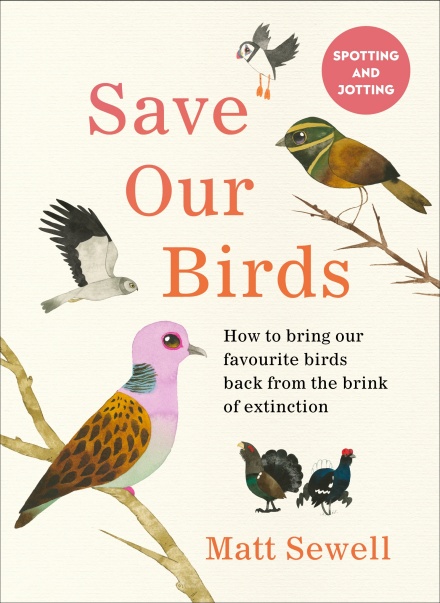 SPOTTING
AND
JOTTING
Save
Our
Birds
How to bring our
favourite birds
back from the brink
of extinction
Matt Sewell